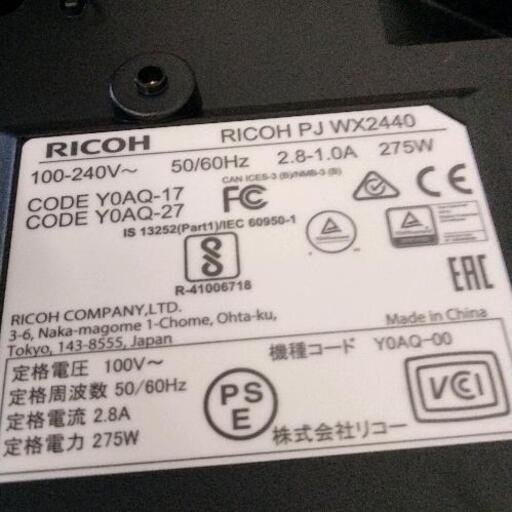 RICOH RICOH PJ WX2440
100-240V～ 50/60Hz 2.8-1.0A 275W
CAN ICES-3 (B)/NMB-3 (B)
CODE Y0AQ-17
CODE Y0AQ-27
FC
CE
IS 13252(Part1)/IEC 60950-1
R-41006718
EAC
RICOH COMPANY,LTD.
3-6, Naka-magome 1-Chome, Ohta-ku,
Tokyo, 143-8555, Japan
Made in China
定格電圧 100V～
定格周波数 50/60Hz
定格電流 2.8A
定格電力 275W
機種コード Y0AQ-00
PS
E
VCI
株式会社リコー